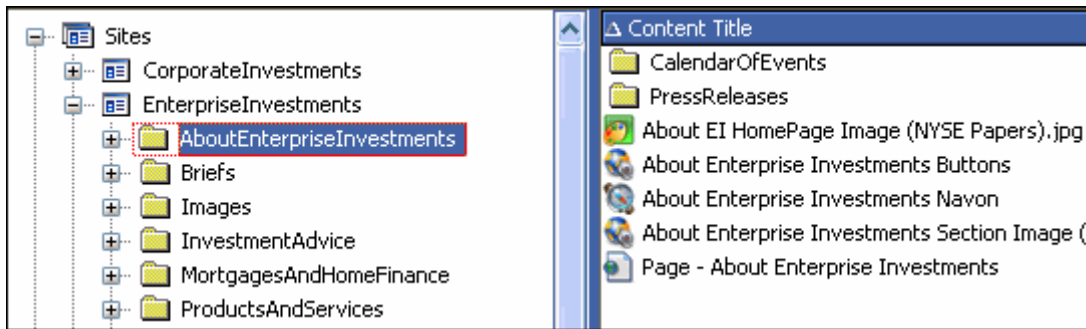 Sites
CorporateInvestments
EnterpriseInvestments
AboutEnterpriseInvestments
Briefs
Images
InvestmentAdvice
MortgagesAndHomeFinance
ProductsAndServices
Content Title
CalendarOfEvents
PressReleases
About EI HomePage Image (NYSE Papers).jpg
About Enterprise Investments Buttons
About Enterprise Investments Navon
About Enterprise Investments Section Image (
Page - About Enterprise Investments